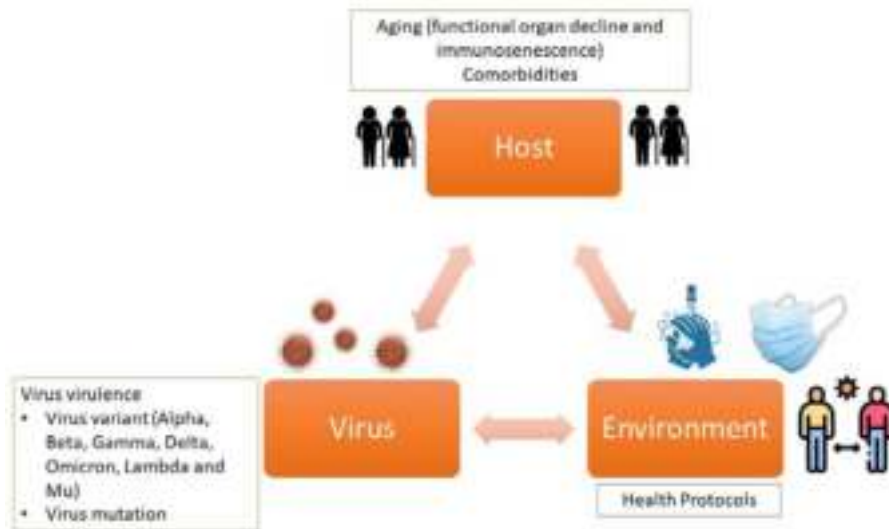 Aging (functional organ decline and
immunosenescence)
Comorbidities
Host
Virus virulence
• Virus variant (Alpha,
Beta, Gamma, Delta,
Omicron, Lambda and
Mu)
• Virus mutation
Virus
Environment
Health Protocols